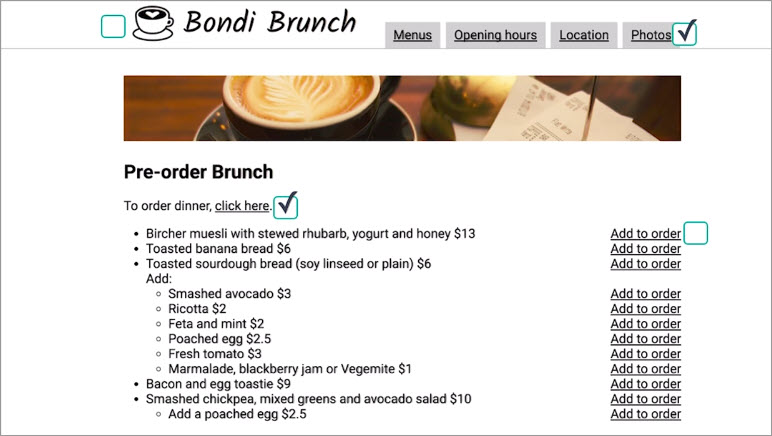 Bondi Brunch
Menus Opening hours Location Photos
Pre-order Brunch
To order dinner, click here.
• Bircher muesli with stewed rhubarb, yogurt and honey $13 Add to order
• Toasted banana bread $6 Add to order
• Toasted sourdough bread (soy linseed or plain) $6 Add to order
Add:
◦ Smashed avocado $3 Add to order
◦ Ricotta $2 Add to order
◦ Feta and mint $2 Add to order
◦ Poached egg $2.5 Add to order
◦ Fresh tomato $3 Add to order
◦ Marmalade, blackberry jam or Vegemite $1 Add to order
• Bacon and egg toastie $9 Add to order
• Smashed chickpea, mixed greens and avocado salad $10 Add to order
◦ Add a poached egg $2.5 Add to order